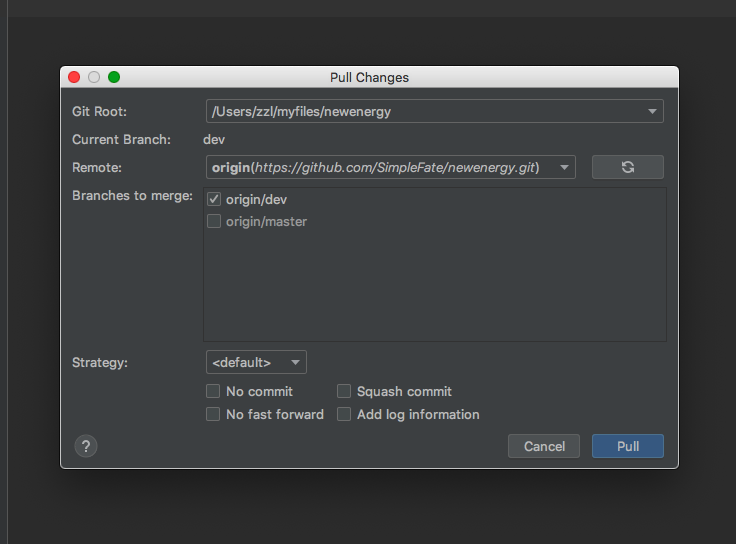 Pull Changes
Git Root: /Users/zzl/myfiles/newenergy
Current Branch: dev
Remote: origin(https://github.com/SimpleFate/newenergy.git)
Branches to merge: origin/dev
origin/master
Strategy: <default>
No commit Squash commit
No fast forward Add log information
? Cancel Pull